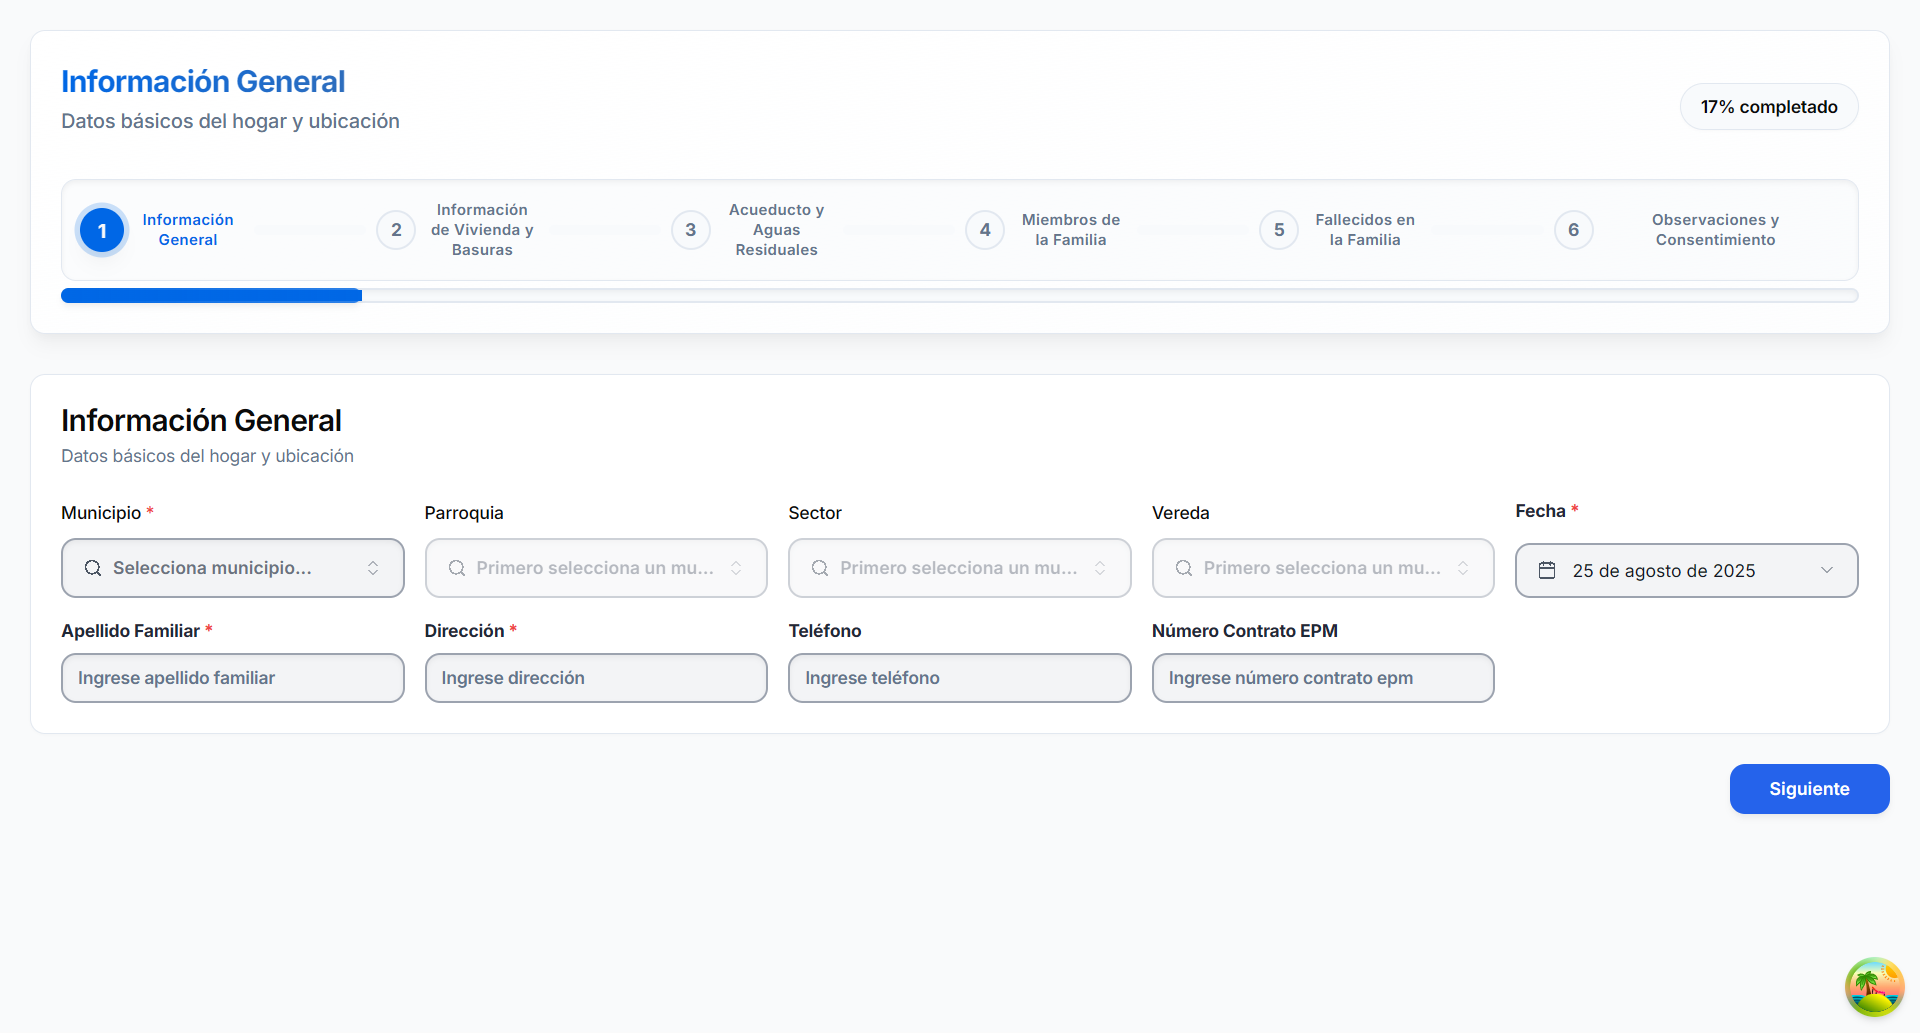 Información General
Datos básicos del hogar y ubicación
17% completado
1
Información
General
2
Información
de Vivienda y
Basuras
3
Acueducto y
Aguas
Residuales
4
Miembros de
la Familia
5
Fallecidos en
la Familia
6
Observaciones y
Consentimiento
Información General
Datos básicos del hogar y ubicación
Municipio *
Parroquia
Sector
Vereda
Fecha *
Selecciona municipio...
Primero selecciona un mu...
Primero selecciona un mu...
Primero selecciona un mu...
25 de agosto de 2025
Apellido Familiar *
Dirección *
Teléfono
Número Contrato EPM
Ingrese apellido familiar
Ingrese dirección
Ingrese teléfono
Ingrese número contrato epm
Siguiente